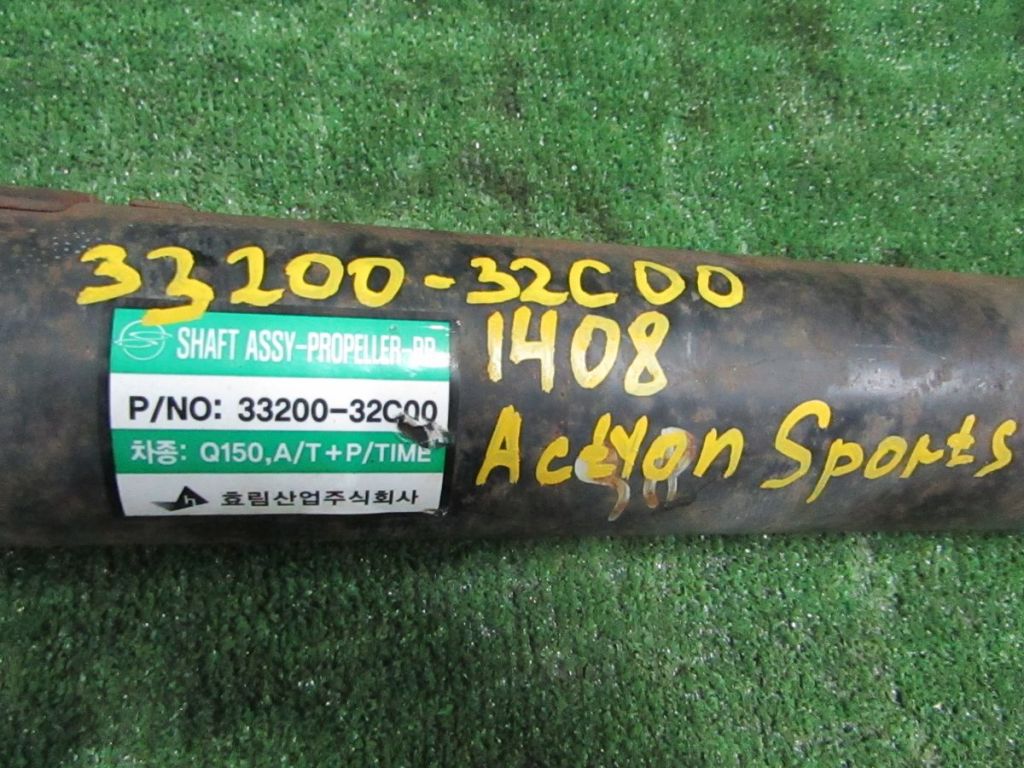 33200-32C00
1408
Actyon Sports
SHAFT ASSY-PROPELLER-RR
P/NO: 33200-32C00
차종: Q150,A/T+P/TIME
효림산업주식회사